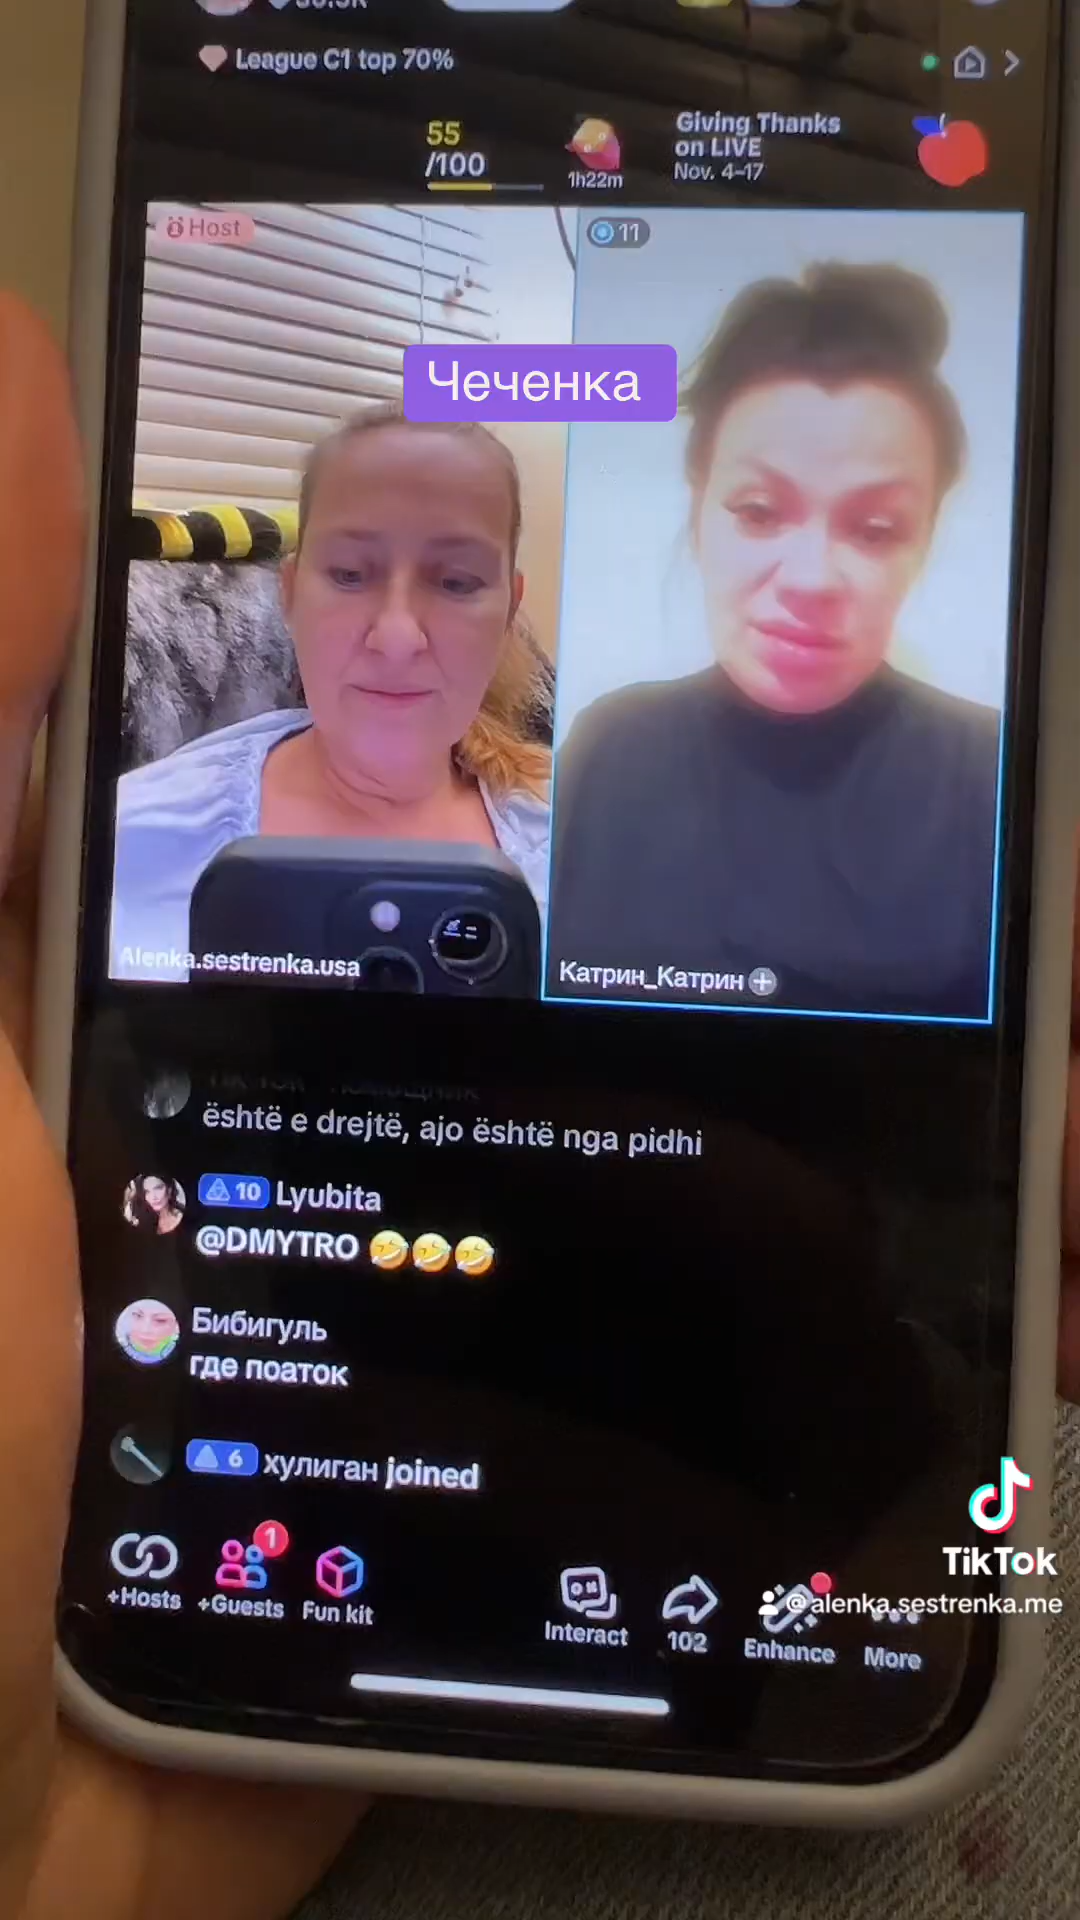 League C1 top 70%
55
/100
1h22m
Giving Thanks
on LIVE
Nov. 4-17
Host
11
Чеченка
Alenka.sestrenka.usa
Катрин_Катрин
është e drejtë, ajo është nga pidhi
10 Lyubita
@DMYTRO 🤣🤣🤣
Бибигуль
где поаток
6 хулиган joined
1
+Hosts
+Guests
Fun kit
Interact
102
Enhance
More
TikTok
@alenka.sestrenka.me